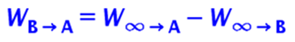 W_B→A = W_∞→A − W_∞→B